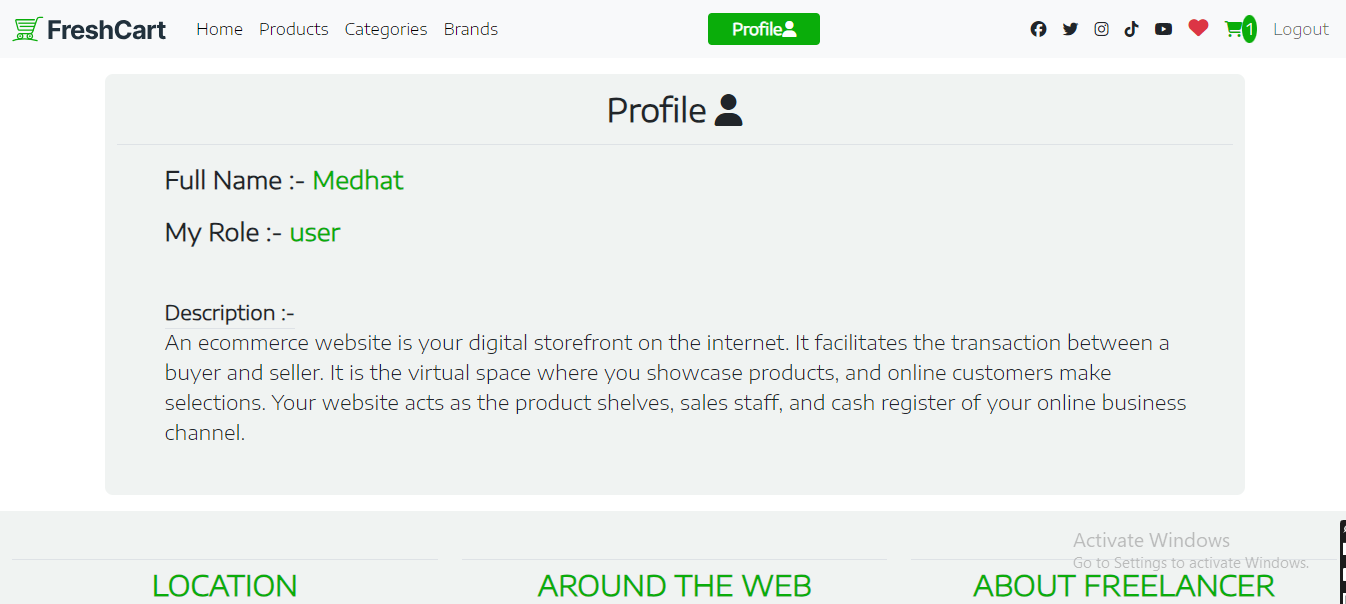 FreshCart Home Products Categories Brands Profile 1 Logout
Profile
Full Name :- Medhat
My Role :- user
Description :-
An ecommerce website is your digital storefront on the internet. It facilitates the transaction between a
buyer and seller. It is the virtual space where you showcase products, and online customers make
selections. Your website acts as the product shelves, sales staff, and cash register of your online business
channel.
Activate Windows
Go to Settings to activate Windows.
LOCATION AROUND THE WEB ABOUT FREELANCER